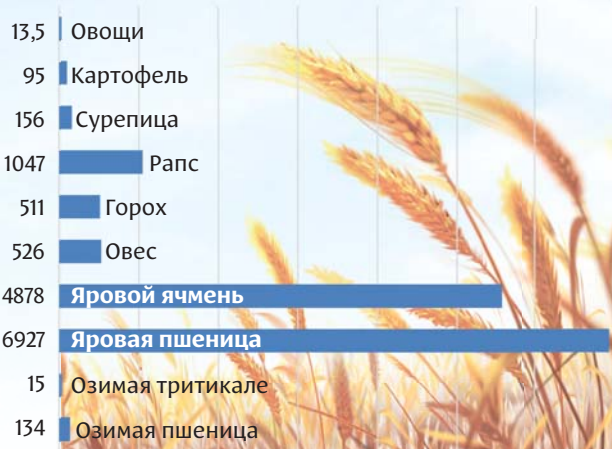 13,5 Овощи
95 Картофель
156 Сурепица
1047 Рапс
511 Горох
526 Овес
4878 Яровой ячмень
6927 Яровая пшеница
15 Озимая тритикале
134 Озимая пшеница